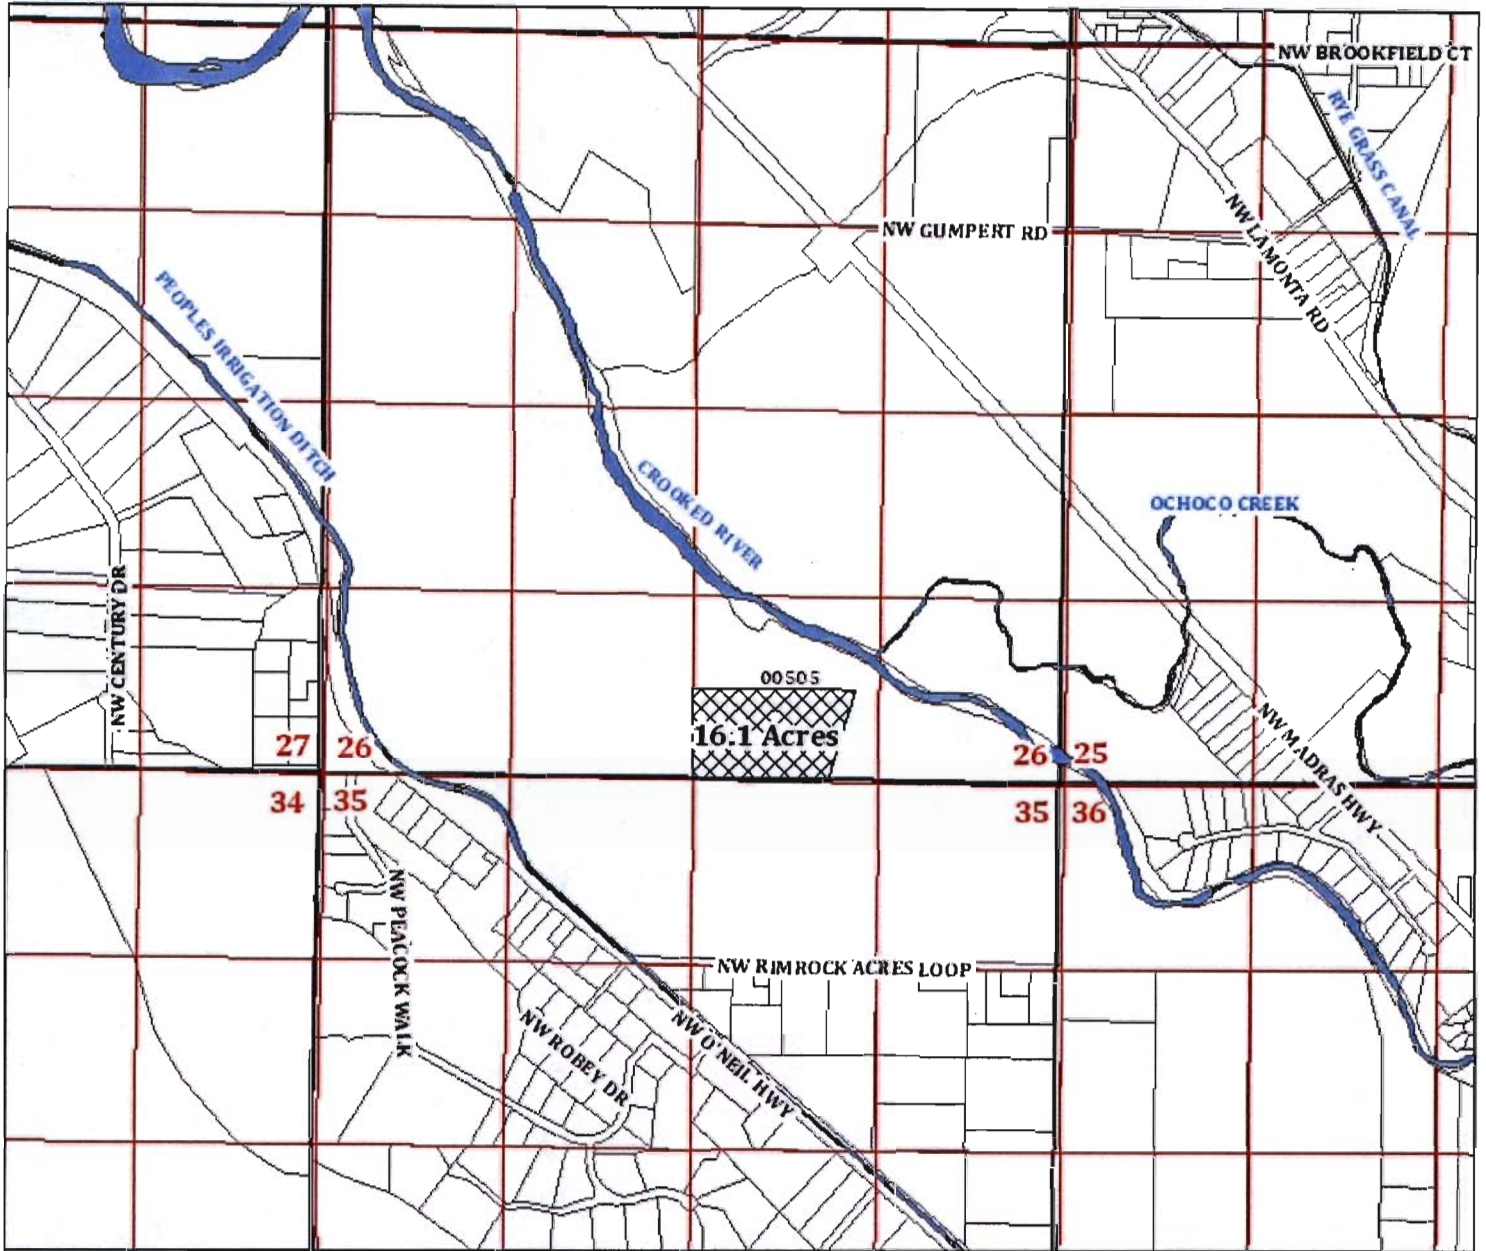 NW BROOKFIELD CT
RYE GRASS CANAL
NW GUMPERT RD
NW LAMONTA RD
PEOPLES IRRIGATION DITCH
CROOKED RIVER
OCHOCO CREEK
NW CENTURY DR
00505
16.1 Acres
NW MADRAS HWY
27 26
26 25
34 35
35 36
NW PEACOCK WALK
NW RIMROCK ACRES LOOP
NW ROBEY DR
NW O'NEIL HWY